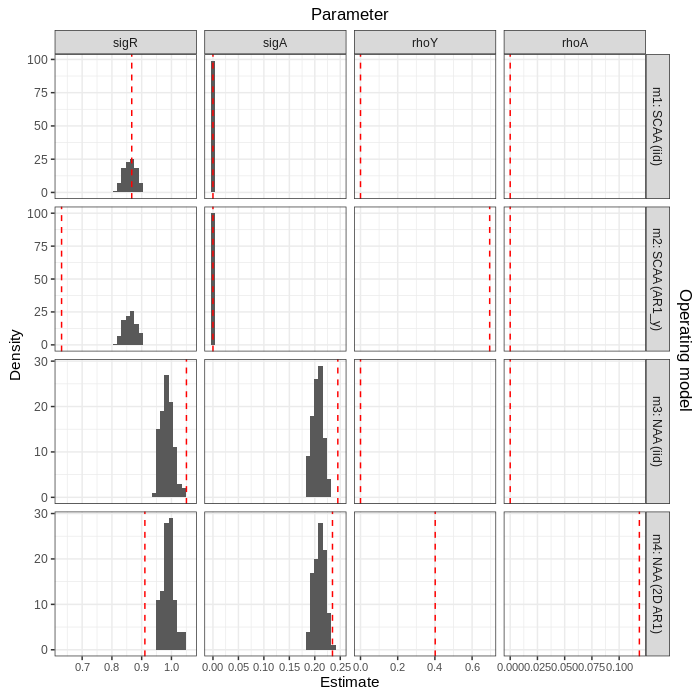 Parameter
sigR sigA rhoY rhoA
100
75
50
25
0
m1: SCAA (iid)
100
75
50
25
0
m2: SCAA (AR1_y)
30
20
10
0
m3: NAA (iid)
30
20
10
0
m4: NAA (2D AR1)
Density
Operating model
0.7 0.8 0.9 1.0 0.00 0.05 0.10 0.15 0.20 0.25 0.0 0.2 0.4 0.6 0.000 0.025 0.050 0.075 0.100
Estimate